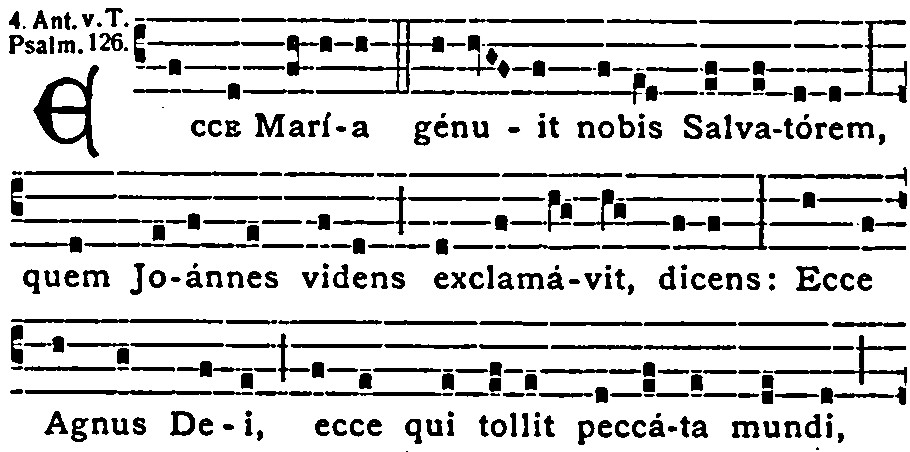 4. Ant. v. T.
Psalm. 126.
ECCE Marí-a génu - it nobis Salva-tórem,
quem Jo-ánnes videns exclamá-vit, dicens: Ecce
Agnus De - i, ecce qui tollit peccá-ta mundi,